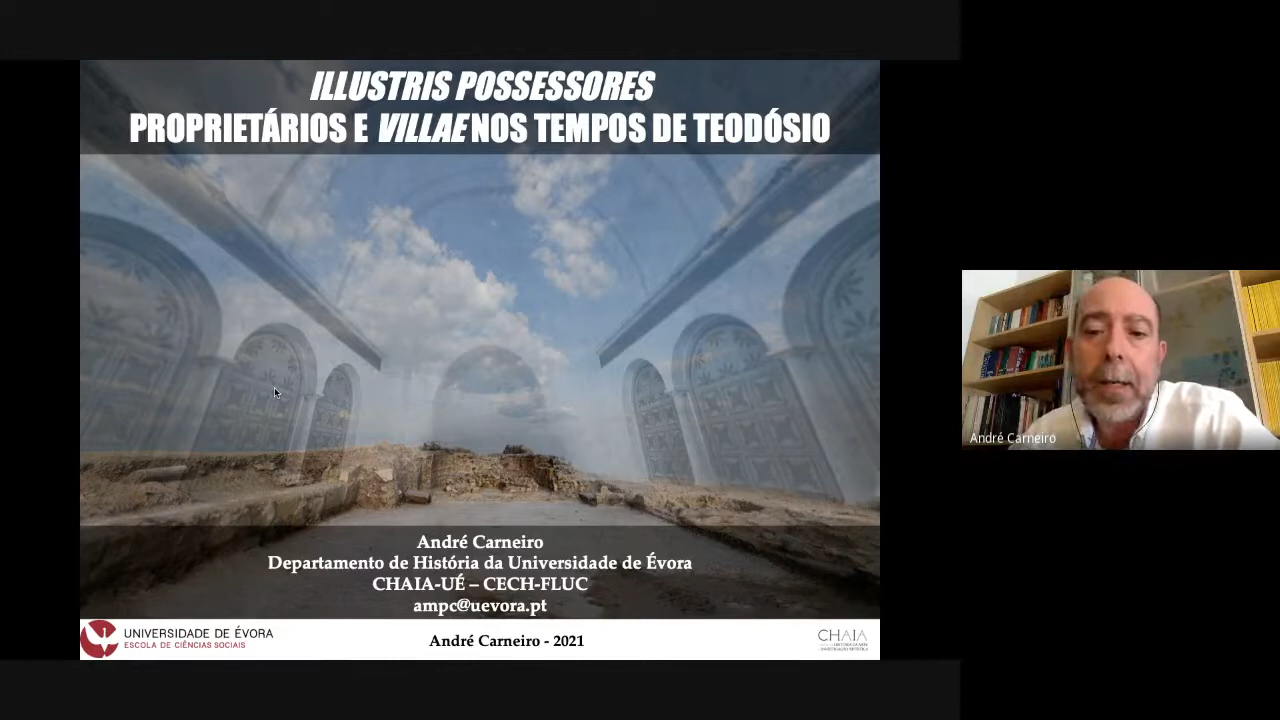 ILLUSTRIS POSSESSORES
PROPRIETÁRIOS E VILLAE NOS TEMPOS DE TEODÓSIO
André Carneiro
Departamento de História da Universidade de Évora
CHAIA-UÉ – CECH-FLUC
ampc@uevora.pt
UNIVERSIDADE DE ÉVORA
ESCOLA DE CIÊNCIAS SOCIAIS
André Carneiro - 2021
CHAIA
André Carneiro